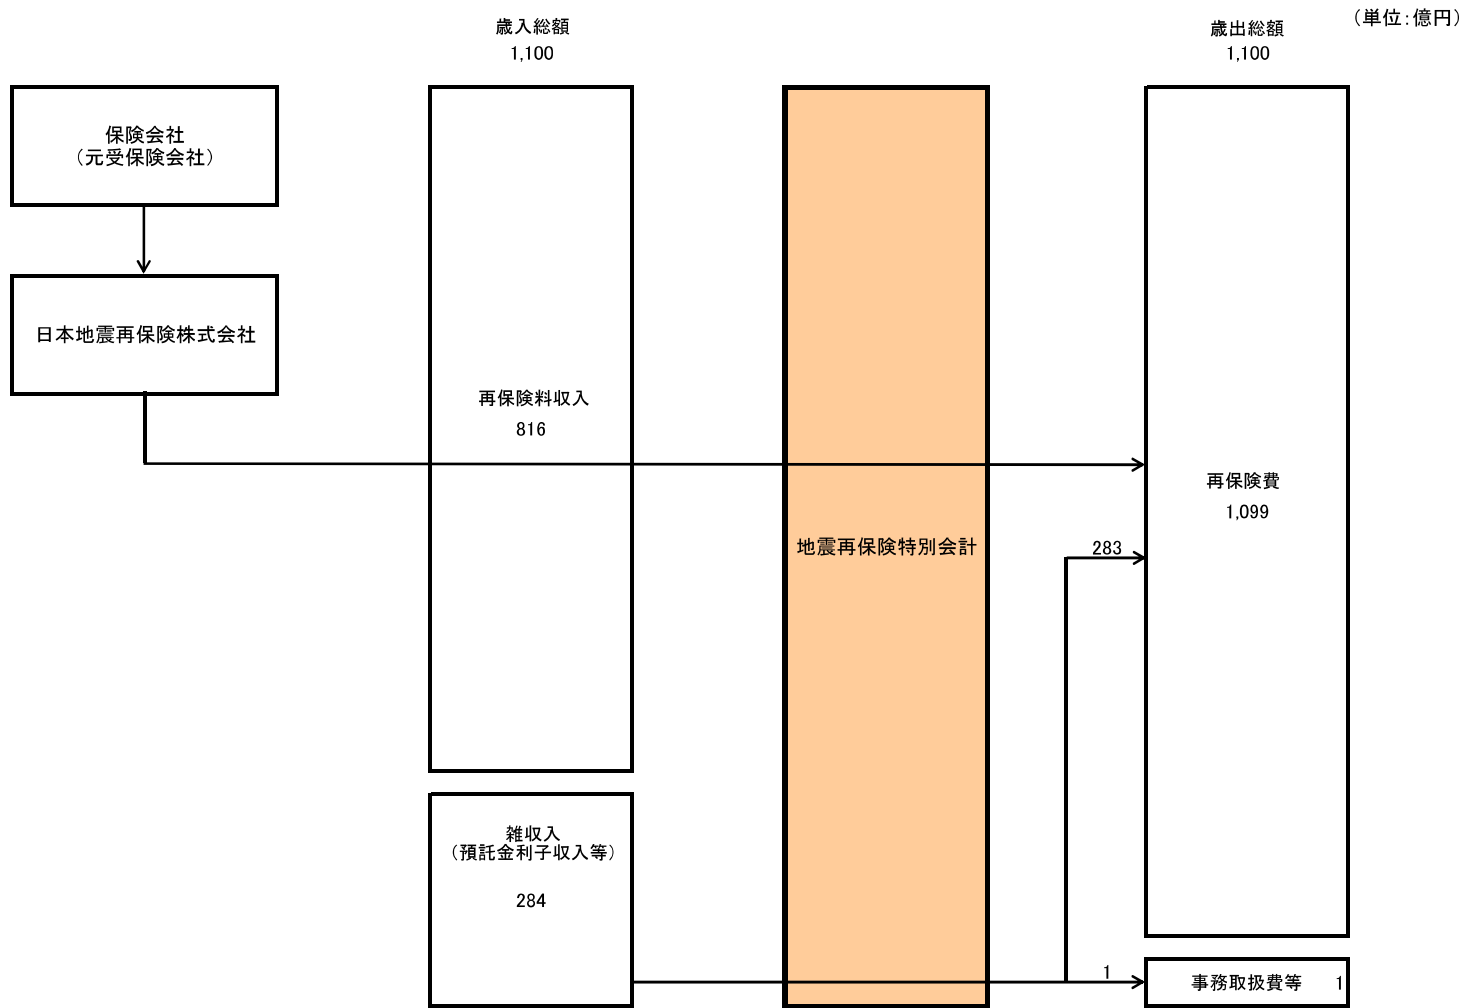 （単位：億円）
歳入総額
1,100
歳出総額
1,100
保険会社
（元受保険会社）
日本地震再保険株式会社
再保険料収入
816
地震再保険特別会計
再保険費
1,099
283
雑収入
（預託金利子収入等）
284
1
事務取扱費等 1